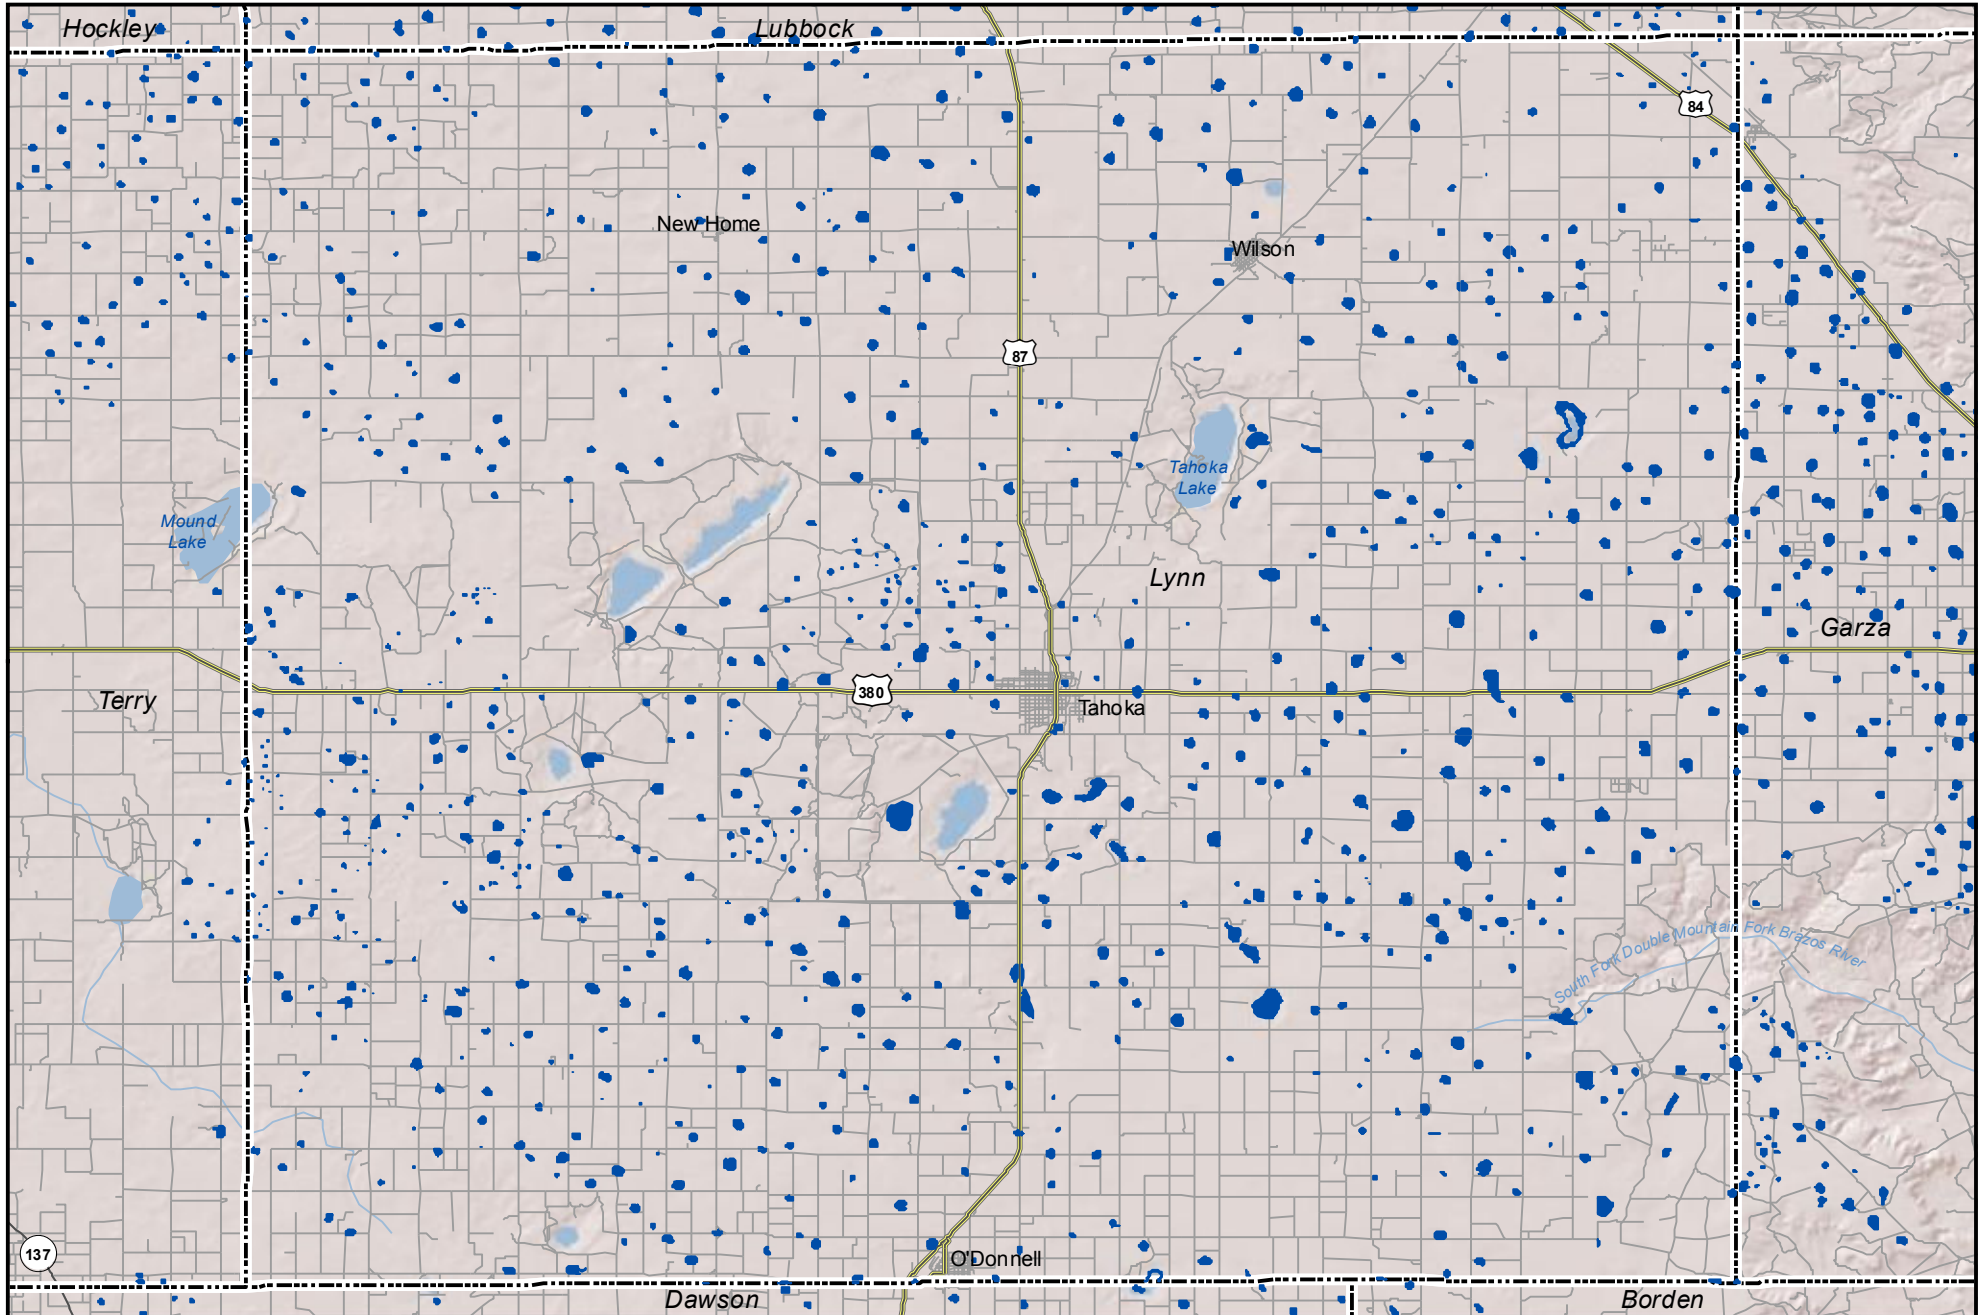 Hockley
Lubbock
84
New Home
Wilson
87
Tahoka
Lake
Mound
Lake
Lynn
Garza
380
Terry
Tahoka
South Fork Double Mountain Fork Brazos River
137
O'Donnell
Dawson
Borden